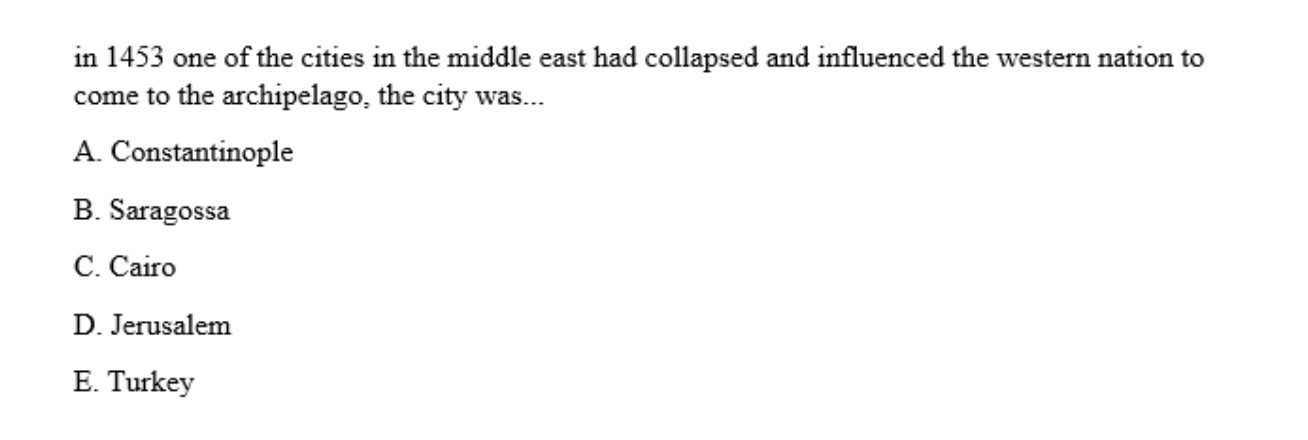 in 1453 one of the cities in the middle east had collapsed and influenced the western nation to
come to the archipelago, the city was...
A. Constantinople
B. Saragossa
C. Cairo
D. Jerusalem
E. Turkey